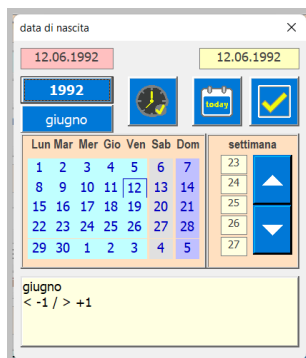 data di nascita
12.06.1992 12.06.1992
1992
giugno
today
Lun Mar Mer Gio Ven Sab Dom settimana
1 2 3 4 5 6 7 23
8 9 10 11 12 13 14 24
15 16 17 18 19 20 21 25
22 23 24 25 26 27 28 26
29 30 1 2 3 4 5 27
giugno
< -1 / > +1